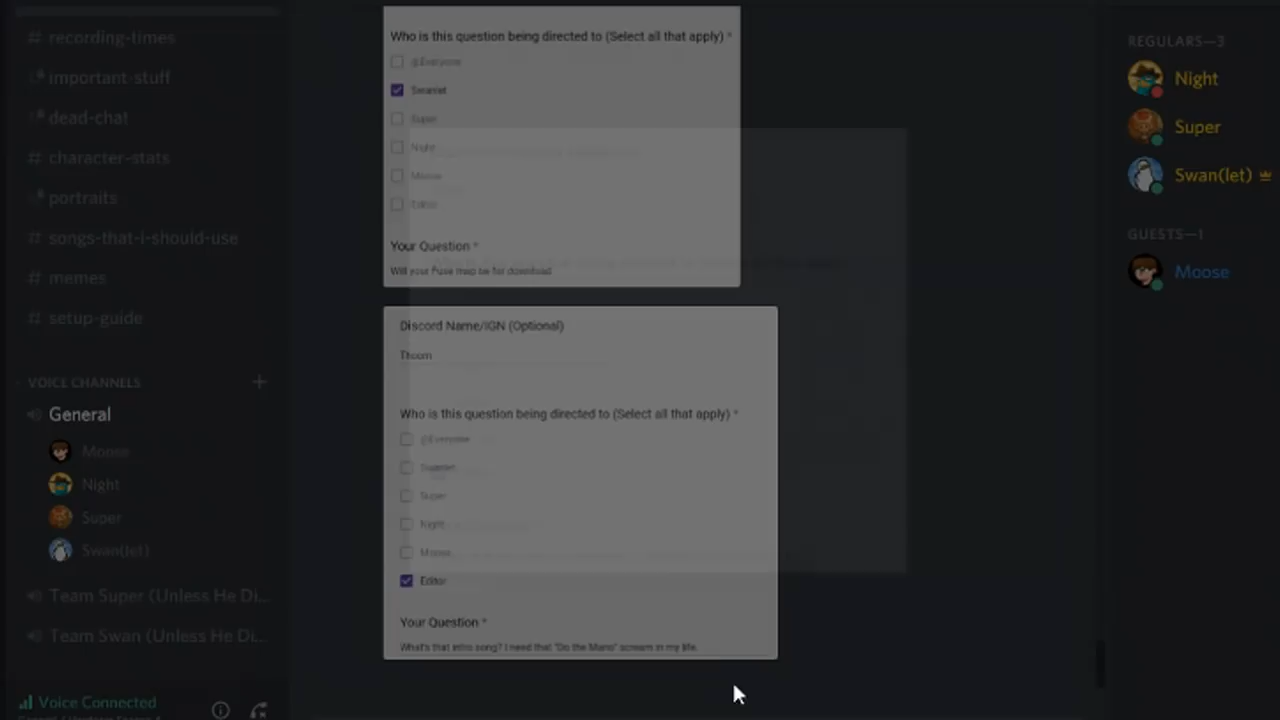 recording-times
important-stuff
dead-chat
character-stats
portraits
songs-that-i-should-use
memes
setup-guide
VOICE CHANNELS
General
Moose
Night
Super
Swan(let)
Team Super (Unless He Di...
Team Swan (Unless He Di...
Voice Connected
Who is this question being directed to (Select all that apply) *
@Everyone
Swanlet
Super
Night
Moose
Editor
Your Question *
Will your Fuse map be for download
Discord Name/IGN (Optional)
Who is this question being directed to (Select all that apply) *
@Everyone
Swanlet
Super
Night
Moose
Editor
Your Question *
What's that intro song? I need that "Do the Mario" scream in my life.
REGULARS—3
Night
Super
Swan(let)
GUESTS—1
Moose